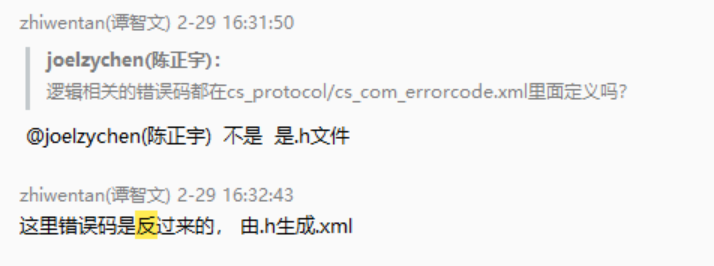 zhiwentan(谭智文) 2-29 16:31:50
joelzychen(陈正宇)：
逻辑相关的错误码都在cs_protocol/cs_com_errorcode.xml里面定义吗?
@joelzychen(陈正宇) 不是 是.h文件
zhiwentan(谭智文) 2-29 16:32:43
这里错误码是反过来的， 由.h生成.xml